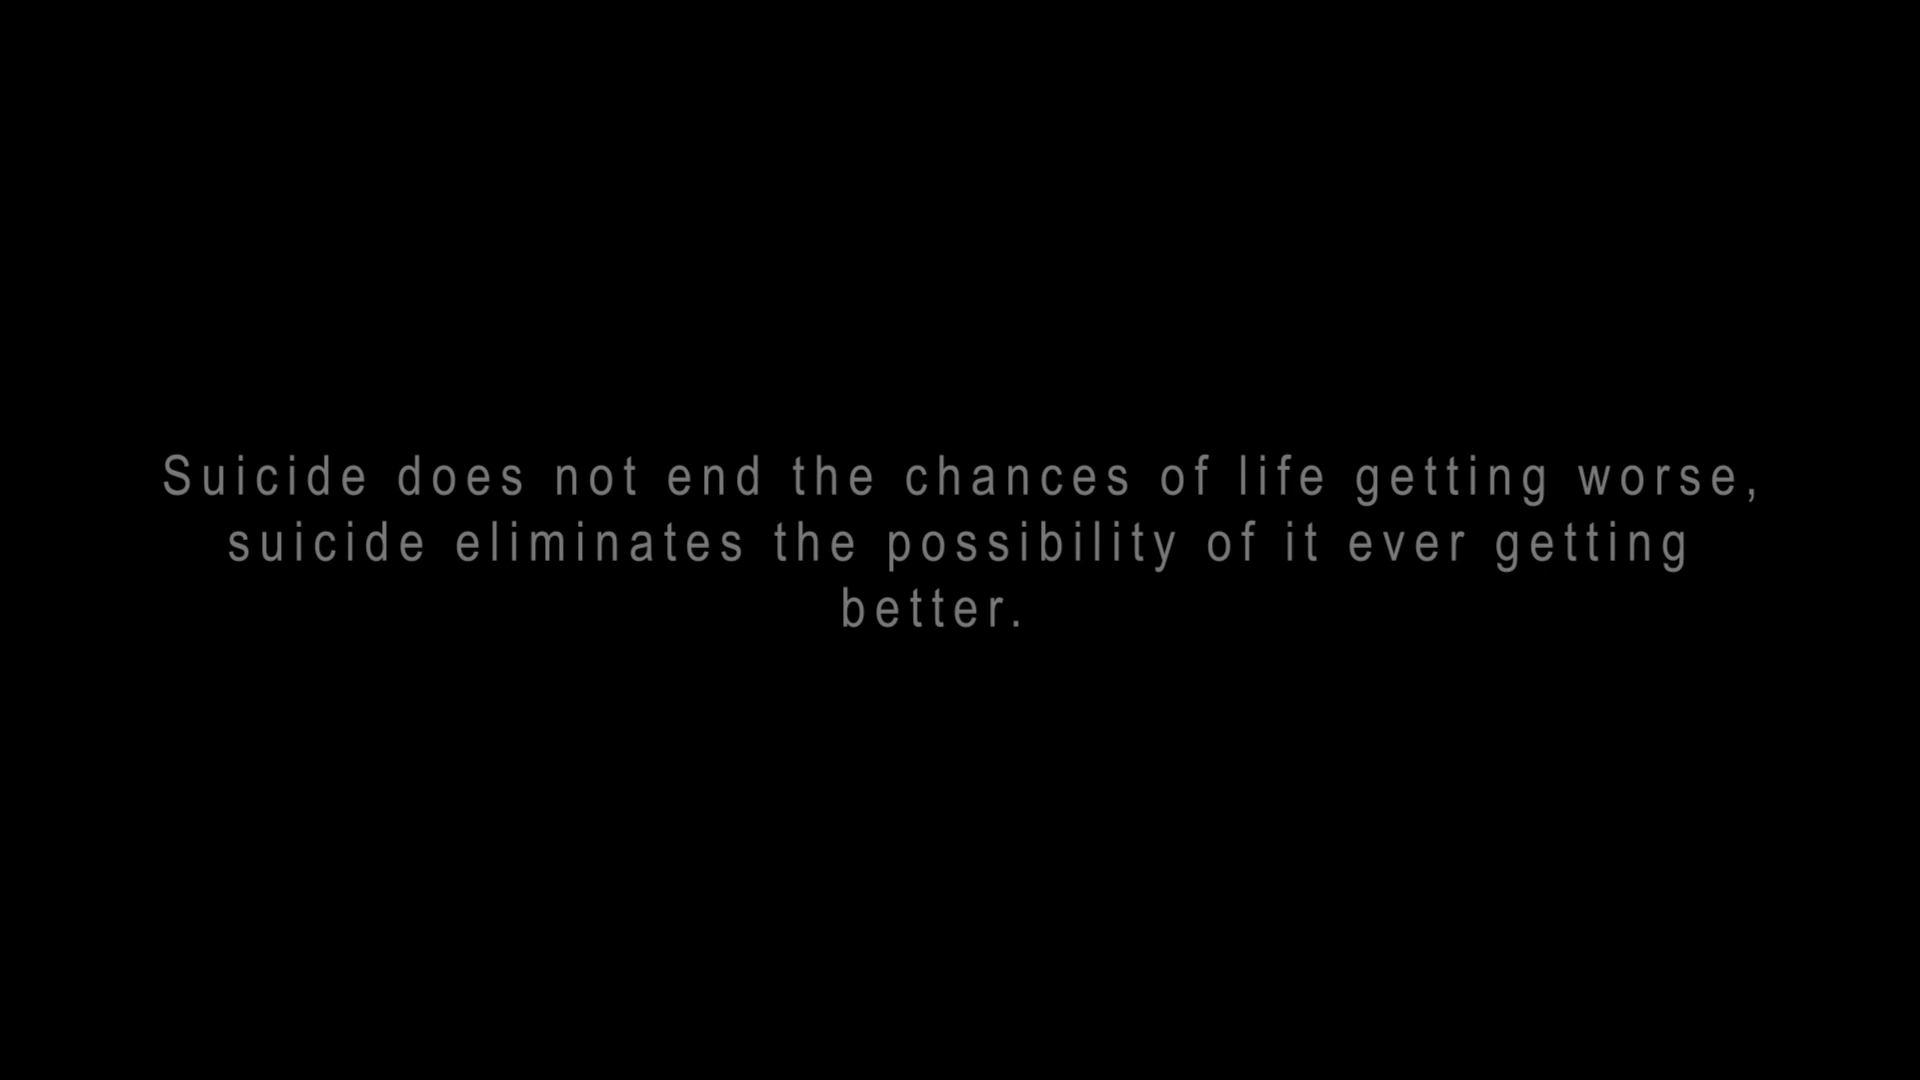 Suicide does not end the chances of life getting worse,
suicide eliminates the possibility of it ever getting
better.